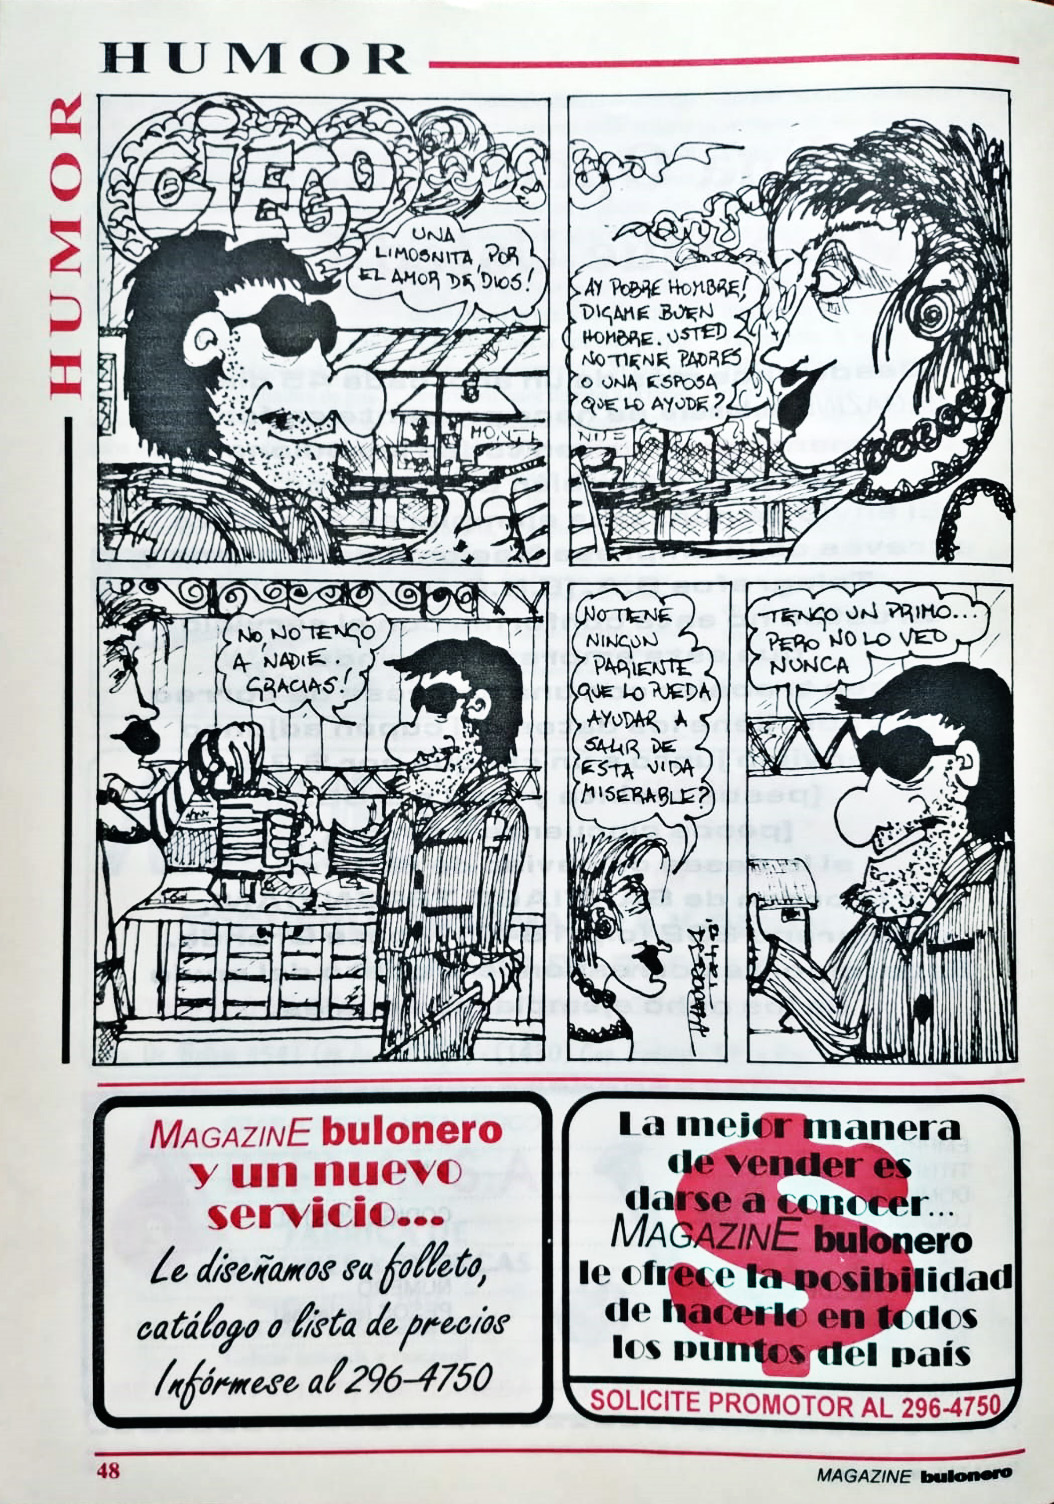 HUMOR
HUMOR
CIEGO
UNA
LIMOSNITA, POR
EL AMOR DE DIOS!
AY POBRE HOMBRE!
DIGAME BUEN
HOMBRE. USTED
NO TIENE PADRES
O UNA ESPOSA
QUE LO AYUDE?
NO, NO TENGO
A NADIE!
GRACIAS!
NO TIENE
NINGUN
PARIENTE
QUE LO PUEDA
AYUDAR A
SALIR DE
ESTA VIDA
MISERABLE?
TENGO UN PRIMO...
PERO NO LO VEO
NUNCA
MAGAZINE bulonero
y un nuevo
servicio...
Le diseñamos su folleto,
catálogo o lista de precios
Infórmese al 296-4750
La mejor manera
de vender es
darse a conocer...
MAGAZINE bulonero
le ofrece la posibilidad
de hacerlo en todos
los puntos del país
SOLICITE PROMOTOR AL 296-4750
48
MAGAZINE bulonero